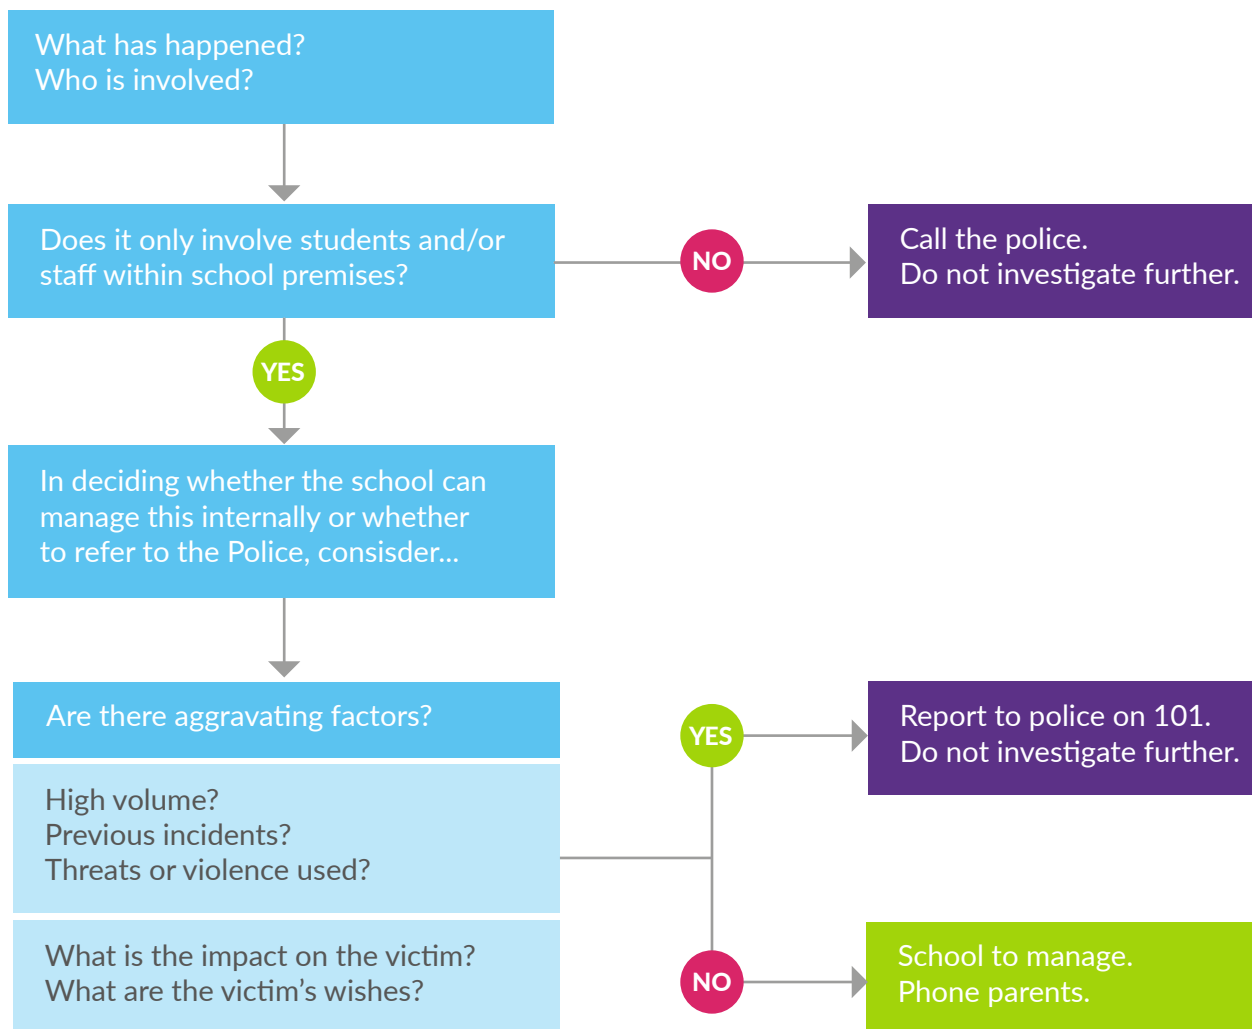 What has happened?
Who is involved?
Does it only involve students and/or
staff within school premises?
NO
Call the police.
Do not investigate further.
YES
In deciding whether the school can
manage this internally or whether
to refer to the Police, consisder...
Are there aggravating factors?
High volume?
Previous incidents?
Threats or violence used?
What is the impact on the victim?
What are the victim’s wishes?
YES
Report to police on 101.
Do not investigate further.
NO
School to manage.
Phone parents.